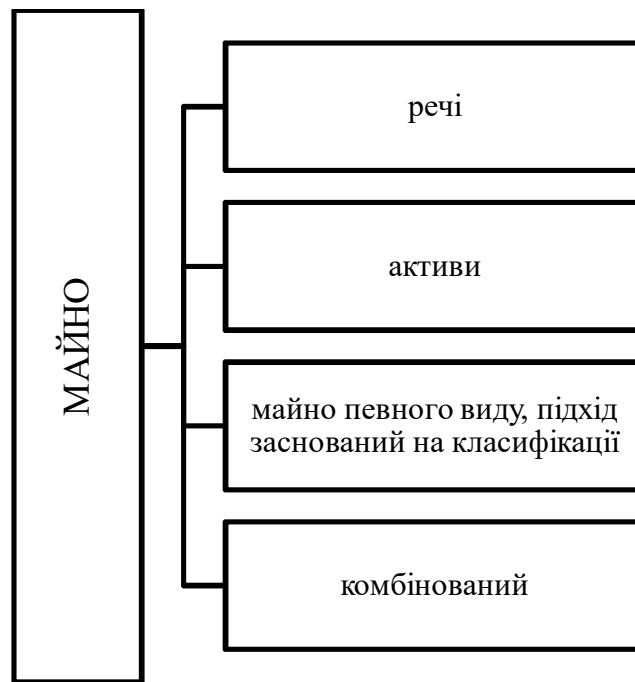 МАЙНО
речі
активи
майно певного виду, підхід
заснований на класифікації
комбінований